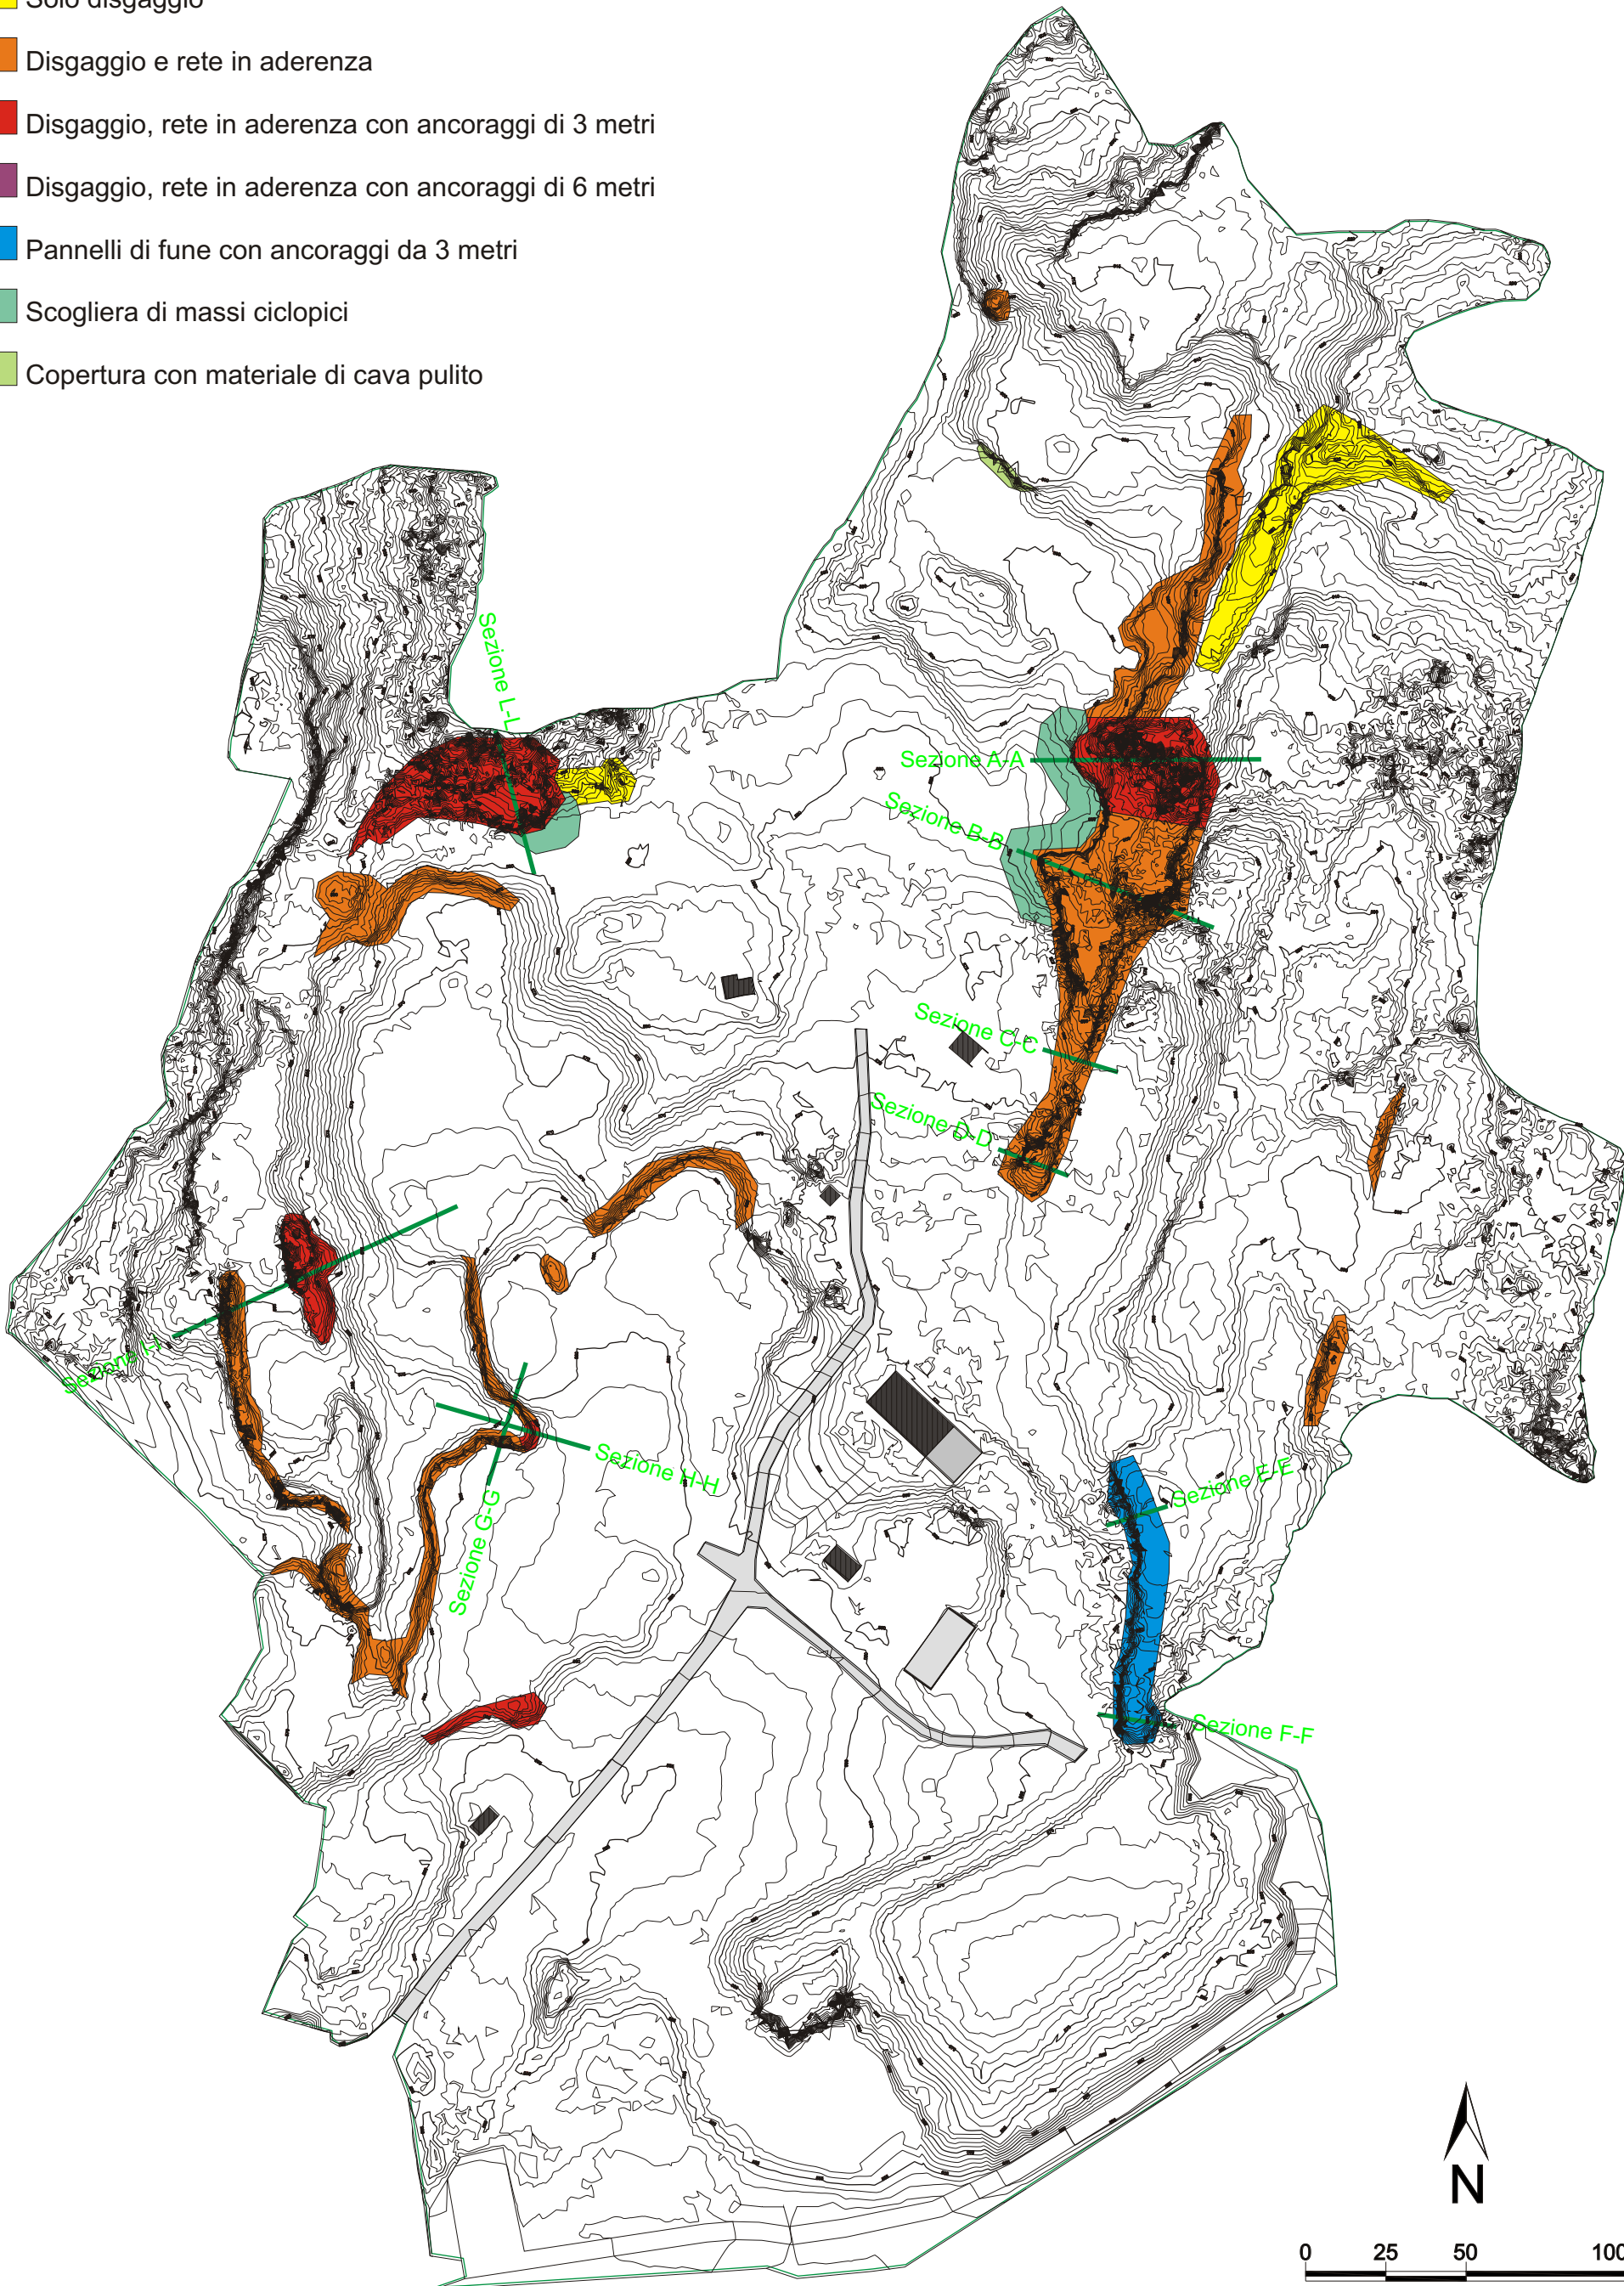 Solo disgaggio
Disgaggio e rete in aderenza
Disgaggio, rete in aderenza con ancoraggi di 3 metri
Disgaggio, rete in aderenza con ancoraggi di 6 metri
Pannelli di fune con ancoraggi da 3 metri
Scogliera di massi ciclopici
Copertura con materiale di cava pulito
Sezione L-L
Sezione A-A
Sezione B-B
Sezione C-C
Sezione D-D
Sezione I-I
Sezione H-H
Sezione G-G
Sezione E-E
Sezione F-F
N
0 25 50 100